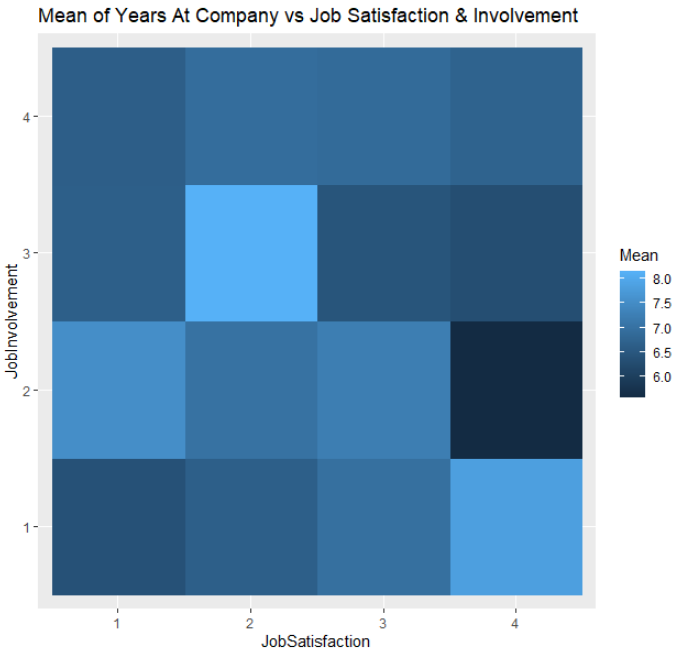 Mean of Years At Company vs Job Satisfaction & Involvement
JobInvolvement
4
3
2
1
1 2 3 4
JobSatisfaction
Mean
8.0
7.5
7.0
6.5
6.0